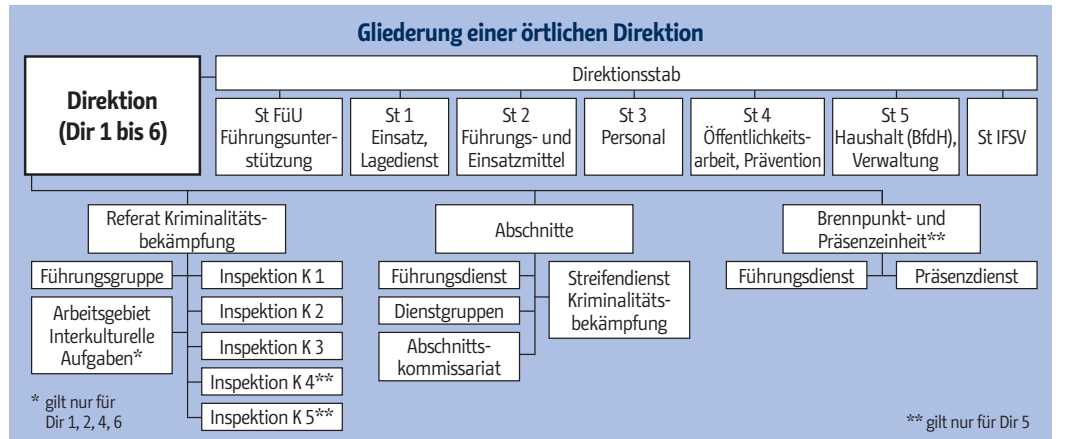 Gliederung einer örtlichen Direktion
Direktion
(Dir 1 bis 6)
Direktionsstab
St FüU
Führungsunter-
stützung
St 1
Einsatz,
Lagedienst
St 2
Führungs- und
Einsatzmittel
St 3
Personal
St 4
Öffentlichkeits-
arbeit, Prävention
St 5
Haushalt (BfdH),
Verwaltung
St IFSV
Referat Kriminalitäts-
bekämpfung
Führungsgruppe
Arbeitsgebiet
Interkulturelle
Aufgaben*
Inspektion K 1
Inspektion K 2
Inspektion K 3
Inspektion K 4**
Inspektion K 5**
Abschnitte
Führungsdienst
Dienstgruppen
Abschnitts-
kommissariat
Streifendienst
Kriminalitäts-
bekämpfung
Brennpunkt- und
Präsenzeinheit**
Führungsdienst
Präsenzdienst
* gilt nur für
Dir 1, 2, 4, 6
** gilt nur für Dir 5